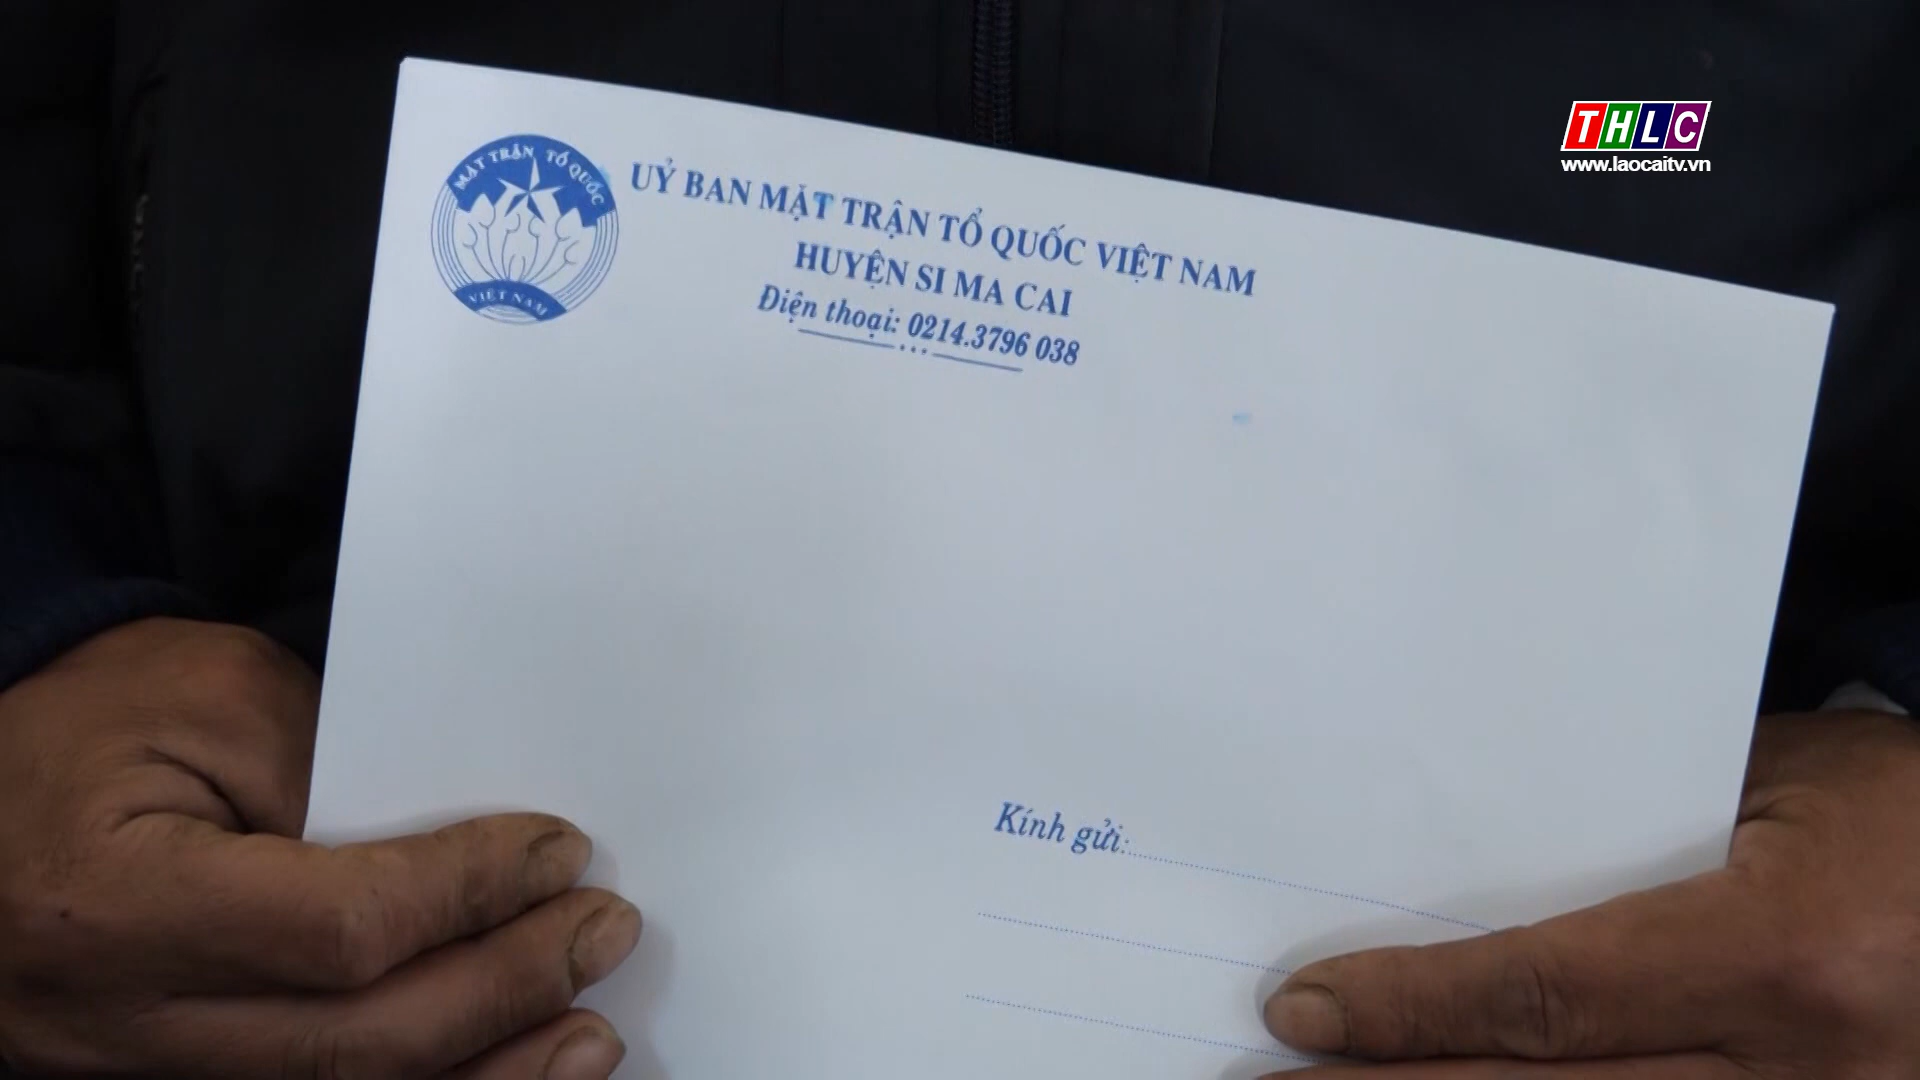 THLC
www.laocaitv.vn
MẶT TRẬN TỔ QUỐC
VIỆT NAM
UỶ BAN MẶT TRẬN TỔ QUỐC VIỆT NAM
HUYỆN SI MA CAI
Điện thoại: 0214.3796 038
Kính gửi: